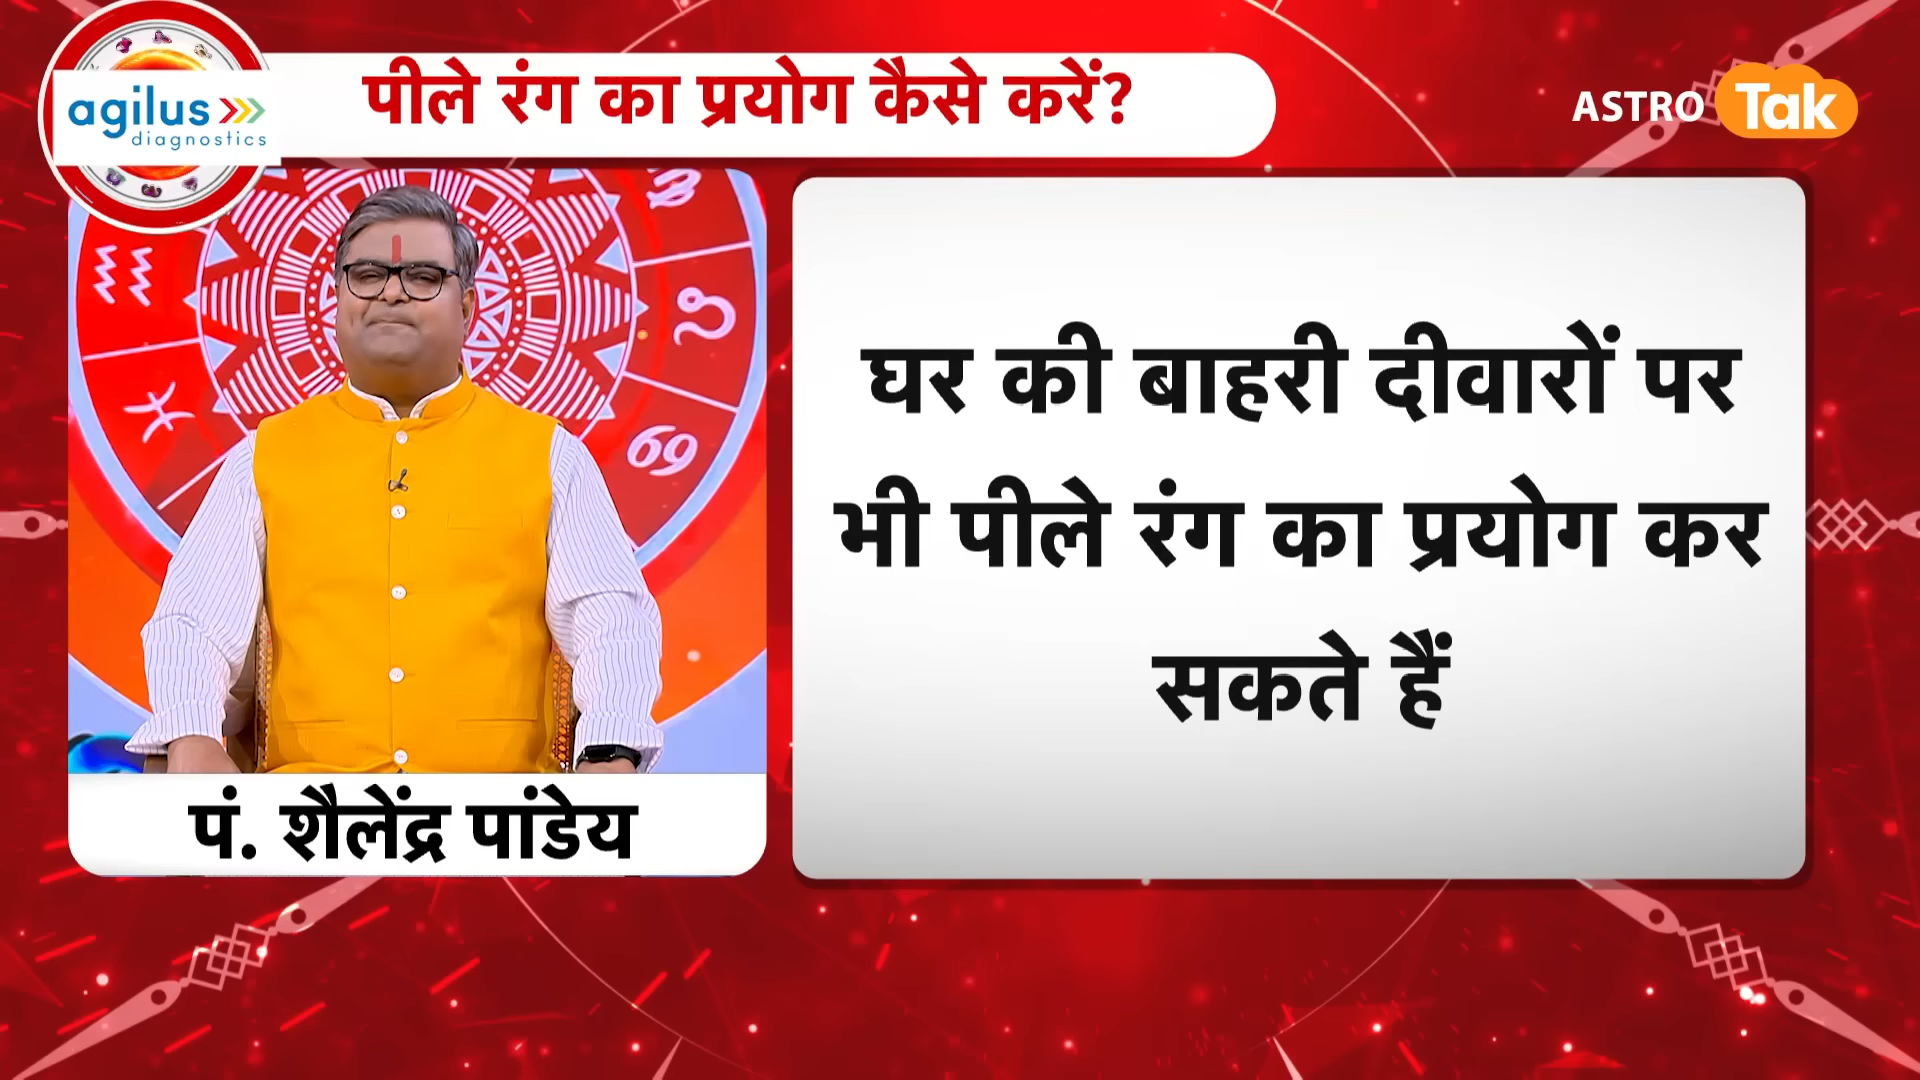 पीले रंग का प्रयोग कैसे करें?
agilus
diagnostics
ASTRO Tak
घर की बाहरी दीवारों पर
भी पीले रंग का प्रयोग कर
सकते हैं
पं. शैलेंद्र पांडेय